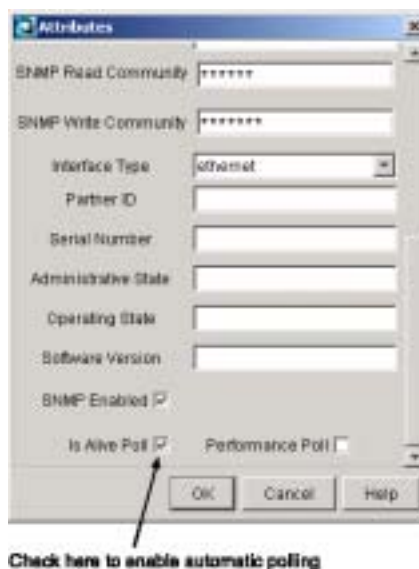 Attributes
SNMP Read Community ******
SNMP Write Community *******
Interface Type ethernet
Partner ID
Serial Number
Administrative State
Operating State
Software Version
SNMP Enabled
Is Alive Poll Performance Poll
OK Cancel Help
Check here to enable automatic polling